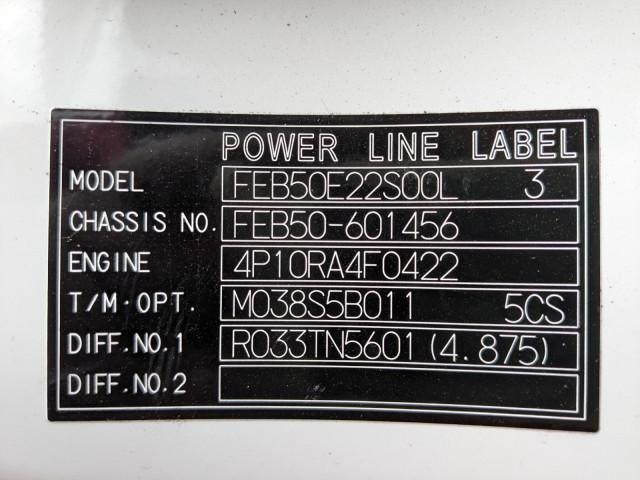 POWER LINE LABEL
MODEL FEB50E22S00L 3
CHASSIS NO. FEB50-601456
ENGINE 4P10RA4F0422
T/M·OPT. M038S5B011 5CS
DIFF.NO.1 R033TN5601(4.875)
DIFF.NO.2